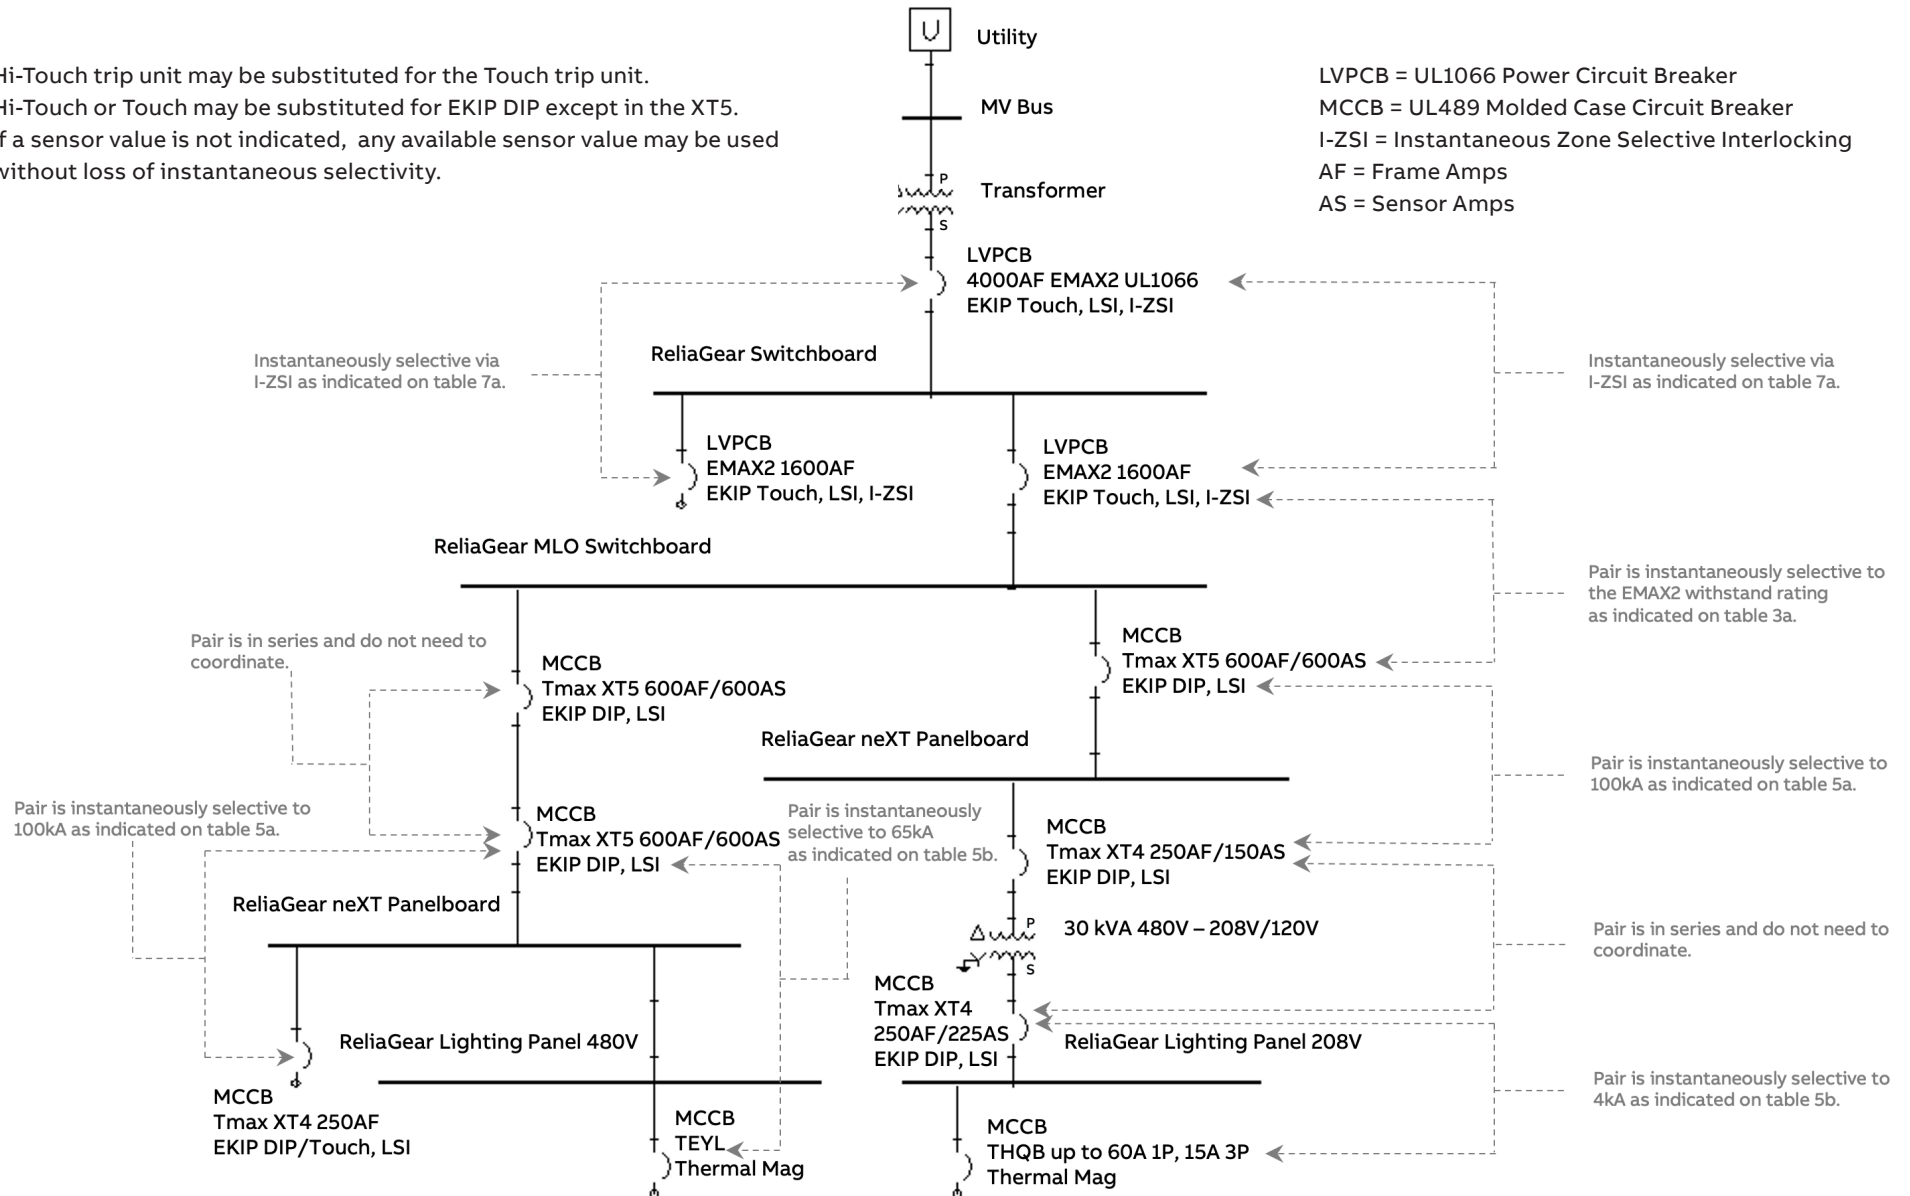 U
Utility
Hi-Touch trip unit may be substituted for the Touch trip unit.
Hi-Touch or Touch may be substituted for EKIP DIP except in the XT5.
If a sensor value is not indicated, any available sensor value may be used
without loss of instantaneous selectivity.
LVPCB = UL1066 Power Circuit Breaker
MCCB = UL489 Molded Case Circuit Breaker
I-ZSI = Instantaneous Zone Selective Interlocking
AF = Frame Amps
AS = Sensor Amps
MV Bus
P
Transformer
S
LVPCB
4000AF EMAX2 UL1066
EKIP Touch, LSI, I-ZSI
Instantaneously selective via
I-ZSI as indicated on table 7a.
ReliaGear Switchboard
Instantaneously selective via
I-ZSI as indicated on table 7a.
LVPCB
EMAX2 1600AF
EKIP Touch, LSI, I-ZSI
LVPCB
EMAX2 1600AF
EKIP Touch, LSI, I-ZSI
ReliaGear MLO Switchboard
Pair is instantaneously selective to
the EMAX2 withstand rating
as indicated on table 3a.
Pair is in series and do not need to
coordinate.
MCCB
Tmax XT5 600AF/600AS
EKIP DIP, LSI
MCCB
Tmax XT5 600AF/600AS
EKIP DIP, LSI
ReliaGear neXT Panelboard
Pair is instantaneously selective to
100kA as indicated on table 5a.
Pair is instantaneously selective to
100kA as indicated on table 5a.
MCCB
Tmax XT5 600AF/600AS
EKIP DIP, LSI
Pair is instantaneously
selective to 65kA
as indicated on table 5b.
MCCB
Tmax XT4 250AF/150AS
EKIP DIP, LSI
ReliaGear neXT Panelboard
P
30 kVA 480V – 208V/120V
S
Pair is in series and do not need to
coordinate.
MCCB
Tmax XT4
250AF/225AS
EKIP DIP, LSI
ReliaGear Lighting Panel 480V
ReliaGear Lighting Panel 208V
Pair is instantaneously selective to
4kA as indicated on table 5b.
MCCB
Tmax XT4 250AF
EKIP DIP/Touch, LSI
MCCB
TEYL
Thermal Mag
MCCB
THQB up to 60A 1P, 15A 3P
Thermal Mag